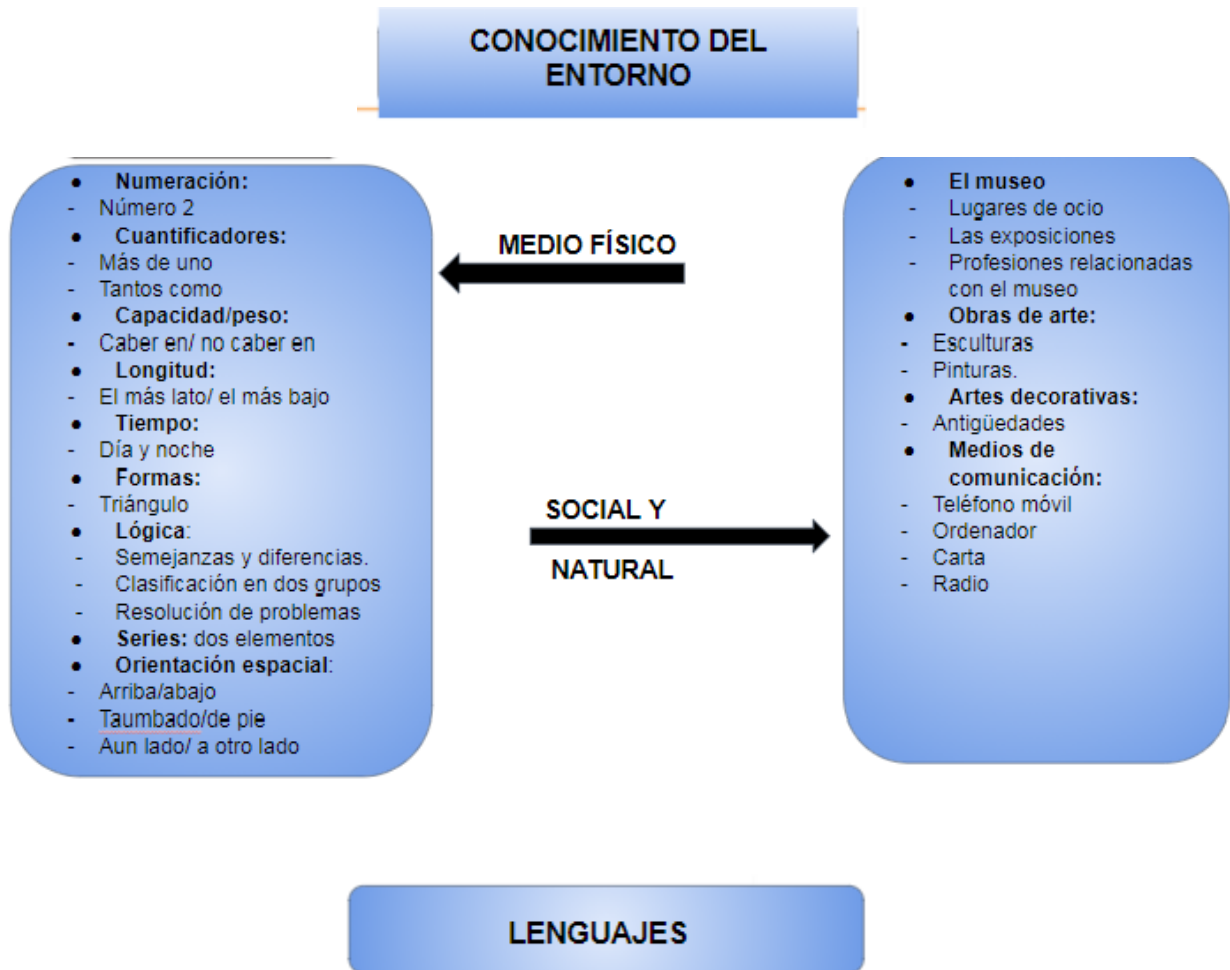 CONOCIMIENTO DEL
ENTORNO
● Numeración:
- Número 2
● Cuantificadores:
- Más de uno
- Tantos como
● Capacidad/peso:
- Caber en/ no caber en
● Longitud:
- El más lato/ el más bajo
● Tiempo:
- Día y noche
● Formas:
- Triángulo
● Lógica:
- Semejanzas y diferencias.
- Clasificación en dos grupos
- Resolución de problemas
● Series: dos elementos
● Orientación espacial:
- Arriba/abajo
- Taumbado/de pie
- Aun lado/ a otro lado
MEDIO FÍSICO
SOCIAL Y
NATURAL
● El museo
- Lugares de ocio
- Las exposiciones
- Profesiones relacionadas
con el museo
● Obras de arte:
- Esculturas
- Pinturas.
● Artes decorativas:
- Antigüedades
● Medios de
comunicación:
- Teléfono móvil
- Ordenador
- Carta
- Radio
LENGUAJES